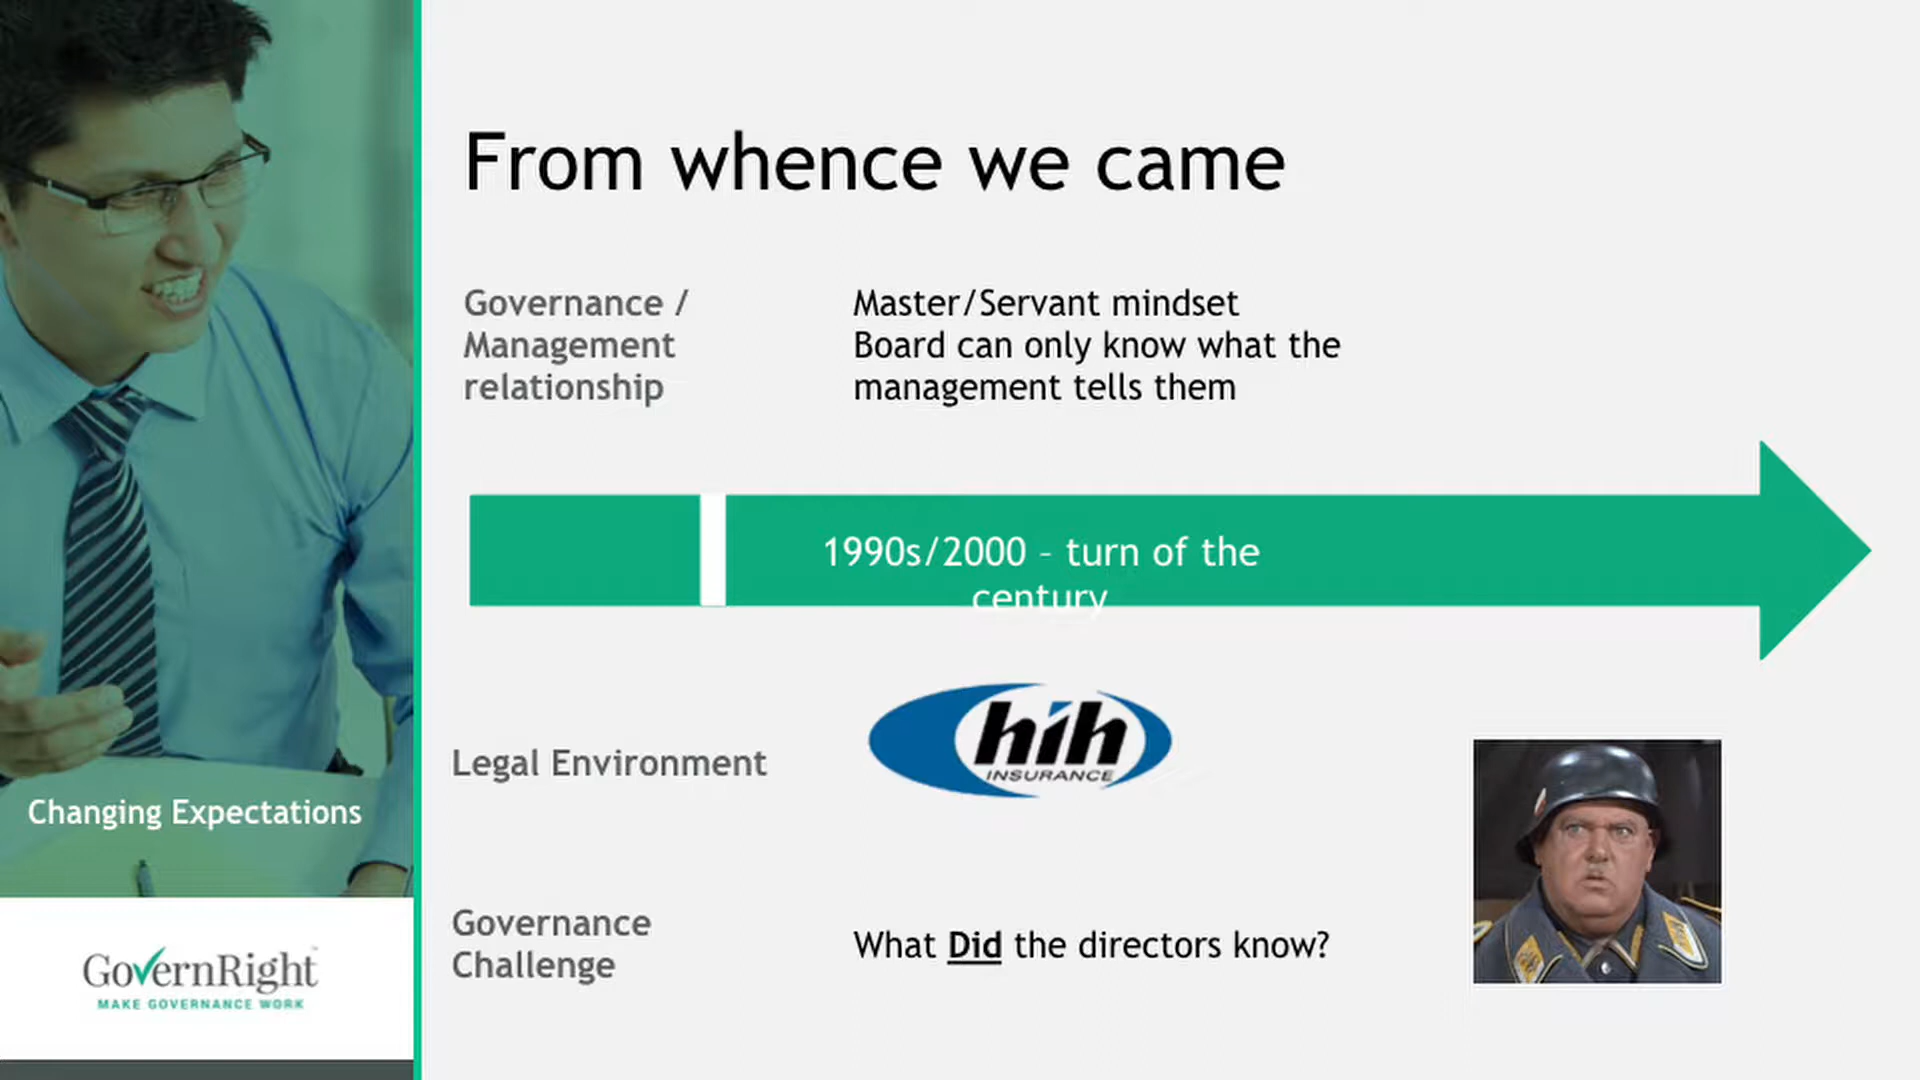 From whence we came
Governance /
Management
relationship
Master/Servant mindset
Board can only know what the
management tells them
1990s/2000 – turn of the
century
Legal Environment
hih
INSURANCE
Governance
Challenge
What Did the directors know?
Changing Expectations
GovernRight™
MAKE GOVERNANCE WORK